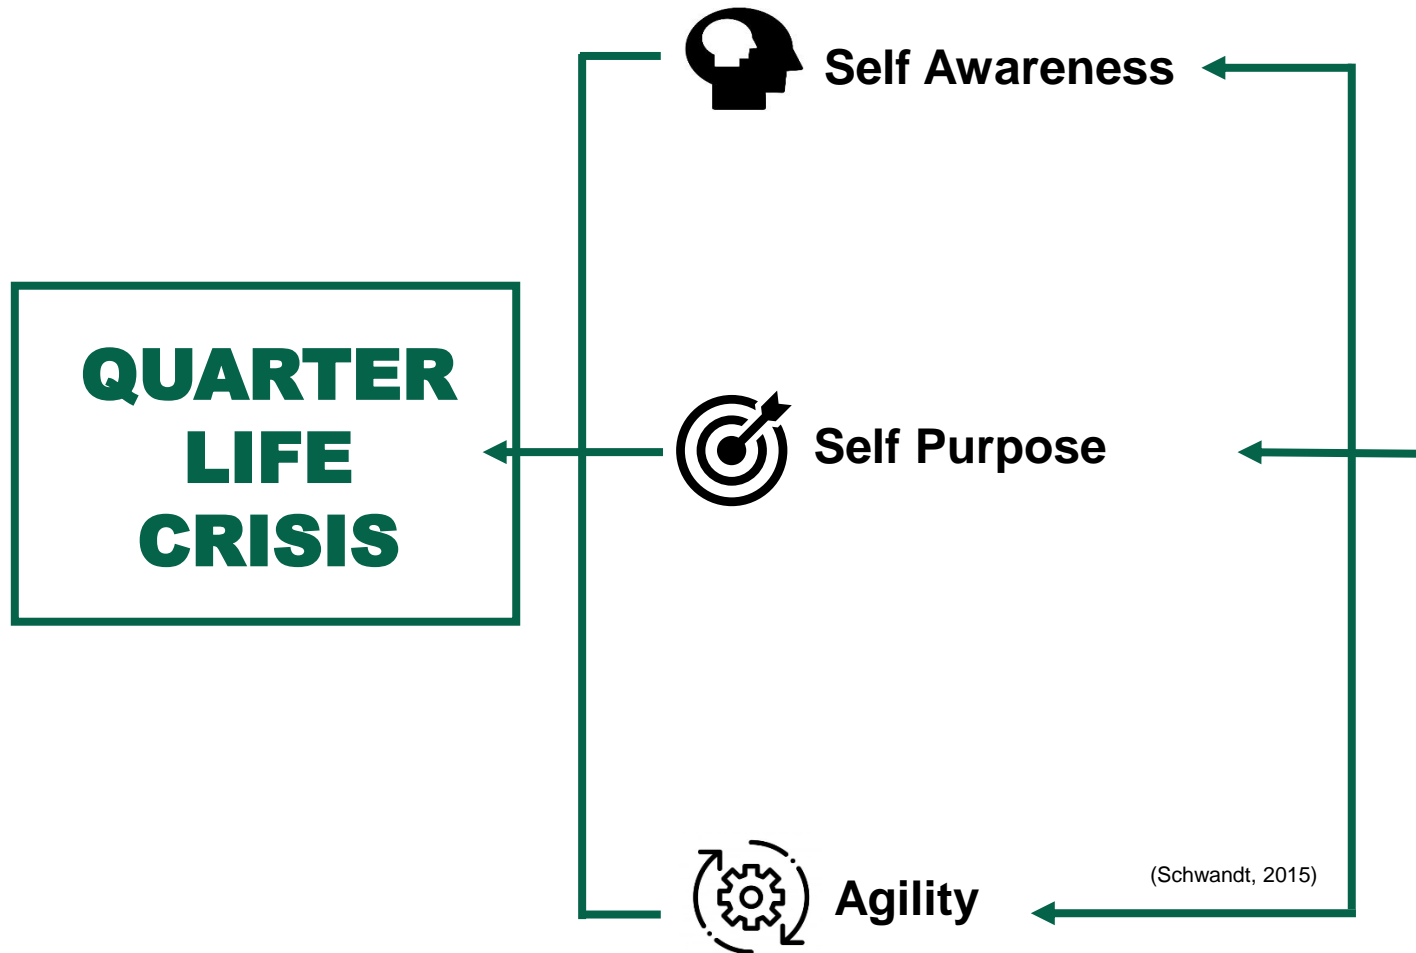 Self Awareness
QUARTER
LIFE
CRISIS
Self Purpose
Agility
(Schwandt, 2015)